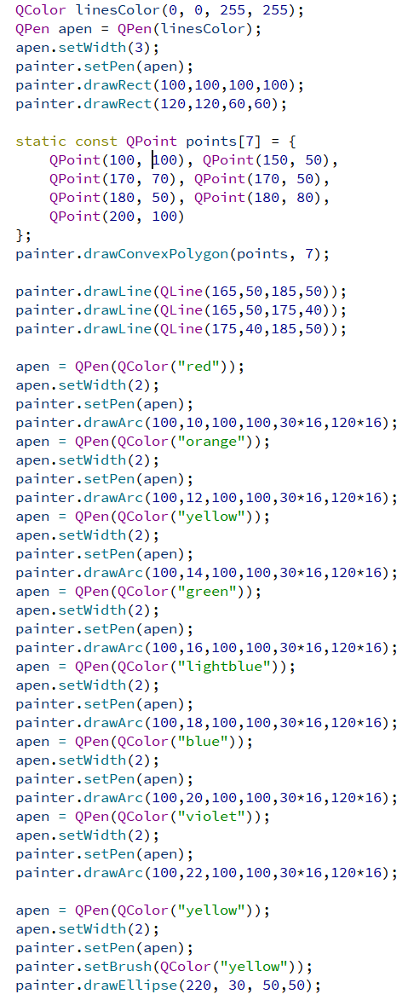 QColor linesColor(0, 0, 255, 255);
QPen apen = QPen(linesColor);
apen.setWidth(3);
painter.setPen(apen);
painter.drawRect(100,100,100,100);
painter.drawRect(120,120,60,60);

static const QPoint points[7] = {
    QPoint(100, 100), QPoint(150, 50),
    QPoint(170, 70), QPoint(170, 50),
    QPoint(180, 50), QPoint(180, 80),
    QPoint(200, 100)
};
painter.drawConvexPolygon(points, 7);

painter.drawLine(QLine(165,50,185,50));
painter.drawLine(QLine(165,50,175,40));
painter.drawLine(QLine(175,40,185,50));

apen = QPen(QColor("red"));
apen.setWidth(2);
painter.setPen(apen);
painter.drawArc(100,10,100,100,30*16,120*16);
apen = QPen(QColor("orange"));
apen.setWidth(2);
painter.setPen(apen);
painter.drawArc(100,12,100,100,30*16,120*16);
apen = QPen(QColor("yellow"));
apen.setWidth(2);
painter.setPen(apen);
painter.drawArc(100,14,100,100,30*16,120*16);
apen = QPen(QColor("green"));
apen.setWidth(2);
painter.setPen(apen);
painter.drawArc(100,16,100,100,30*16,120*16);
apen = QPen(QColor("lightblue"));
apen.setWidth(2);
painter.setPen(apen);
painter.drawArc(100,18,100,100,30*16,120*16);
apen = QPen(QColor("blue"));
apen.setWidth(2);
painter.setPen(apen);
painter.drawArc(100,20,100,100,30*16,120*16);
apen = QPen(QColor("violet"));
apen.setWidth(2);
painter.setPen(apen);
painter.drawArc(100,22,100,100,30*16,120*16);

apen = QPen(QColor("yellow"));
apen.setWidth(2);
painter.setPen(apen);
painter.setBrush(QColor("yellow"));
painter.drawEllipse(220, 30, 50,50);